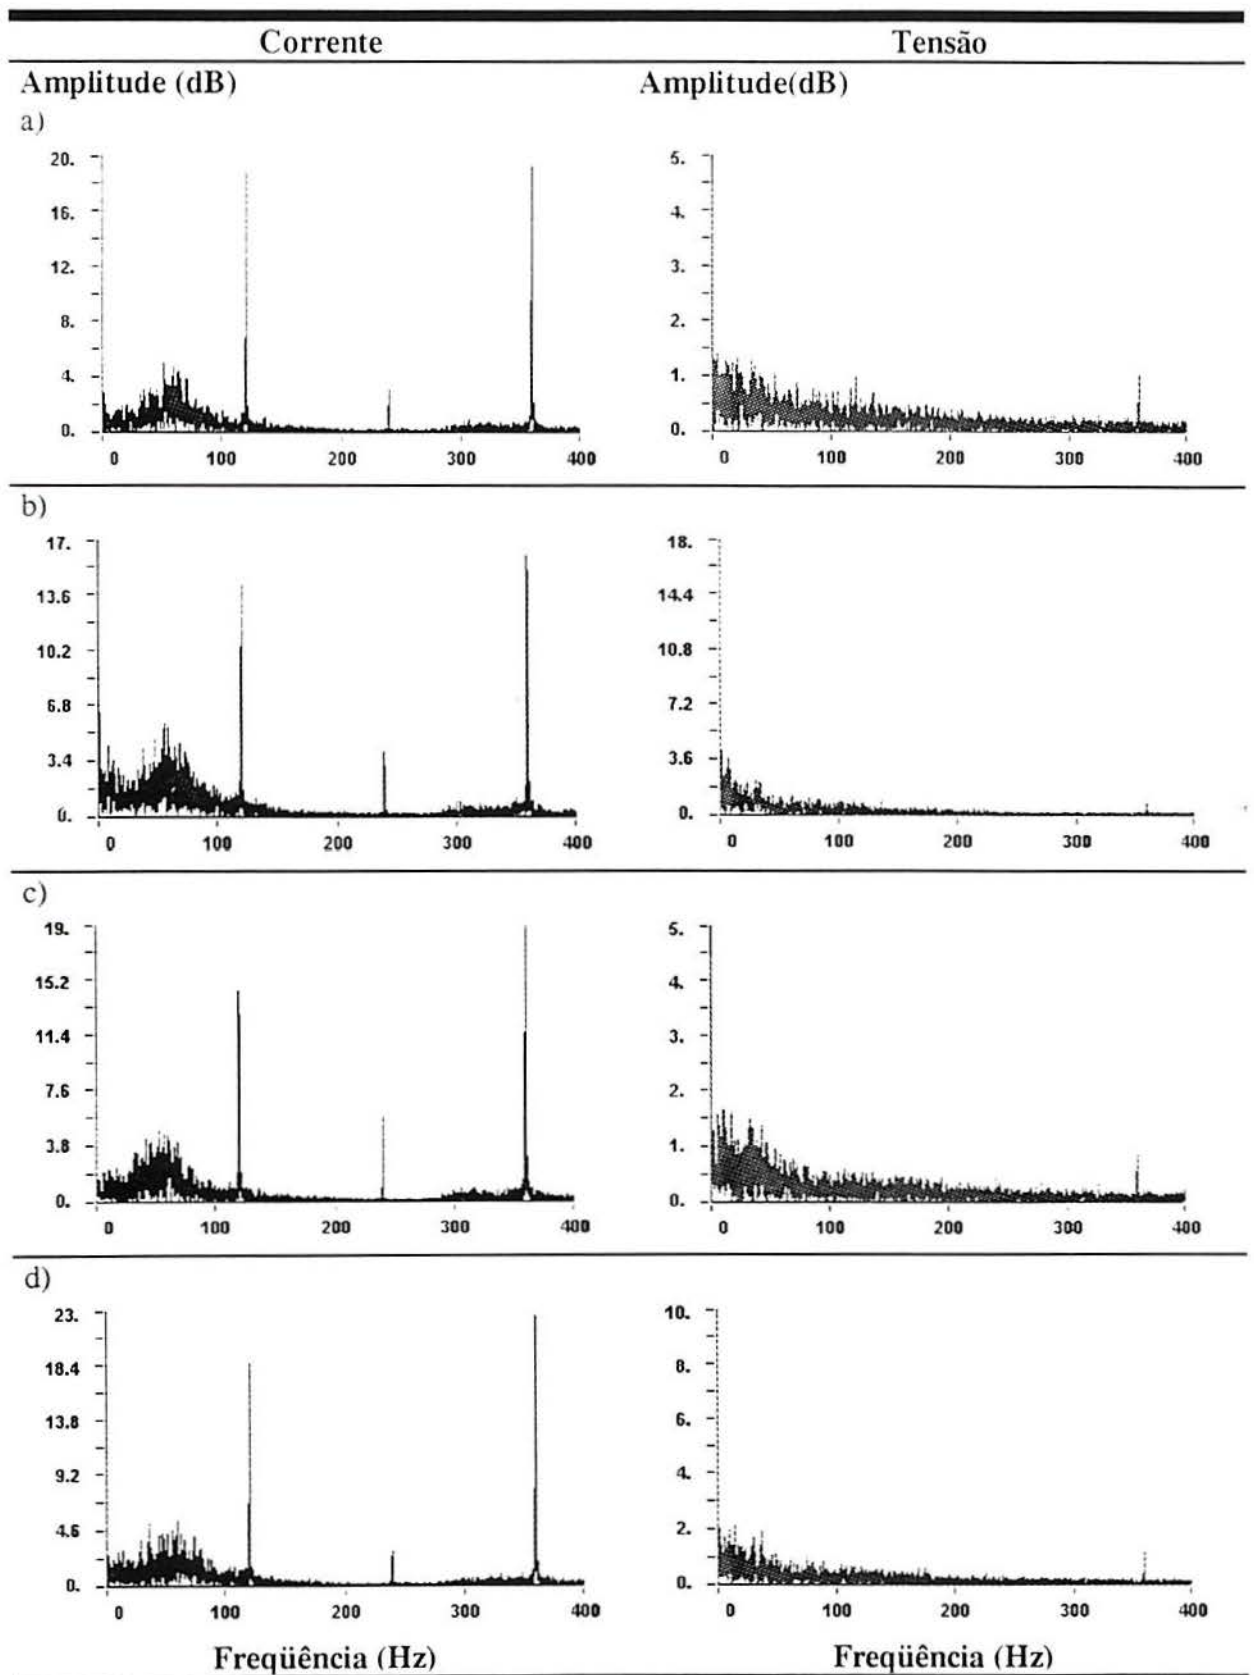 Corrente Tensão
Amplitude (dB) Amplitude(dB)
a)
20. 5.
16. 4.
12. 3.
8. 2.
4. 1.
0. 0.
0 100 200 300 400 0 100 200 300 400
b)
17. 18.
13.6 14.4
10.2 10.8
6.8 7.2
3.4 3.6
0. 0.
0 100 200 300 400 0 100 200 300 400
c)
19. 5.
15.2 4.
11.4 3.
7.6 2.
3.8 1.
0. 0.
0 100 200 300 400 0 100 200 300 400
d)
23. 10.
18.4 8.
13.8 6.
9.2 4.
4.6 2.
0. 0.
0 100 200 300 400 0 100 200 300 400
Freqüência (Hz) Freqüência (Hz)